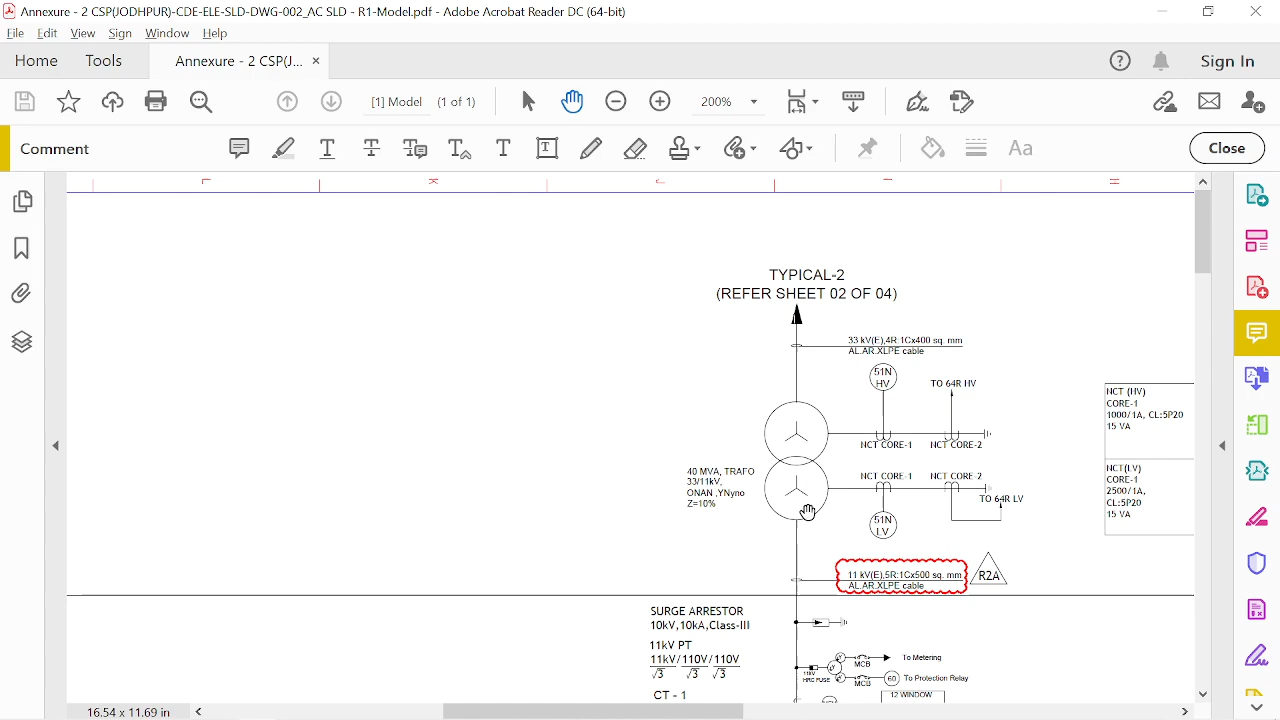 Annexure - 2 CSP(JODHPUR)-CDE-ELE-SLD-DWG-002_AC SLD - R1-Model.pdf - Adobe Acrobat Reader DC (64-bit)
File Edit View Sign Window Help
Home Tools Annexure - 2 CSP(J... × Sign In
[1] Model (1 of 1) 200%
Comment Close
TYPICAL-2
(REFER SHEET 02 OF 04)
33 kV(E),4R:1Cx400 sq. mm
AL.AR.XLPE cable
51N
HV
TO 64R HV
NCT CORE-1 NCT CORE-2
NCT (HV)
CORE-1
1000/1A, CL:5P20
15 VA
40 MVA, TRAFO
33/11kV,
ONAN ,YNyno
Z=10%
NCT CORE-1 NCT CORE-2
TO 64R LV
51N
LV
NCT(LV)
CORE-1
2500/1A,
CL:5P20
15 VA
11 kV(E),5R:1Cx500 sq. mm
AL.AR.XLPE cable
R2A
SURGE ARRESTOR
10kV,10kA,Class-III
11kV PT
11kV/110V/110V
√3 √3 √3
11kV
HRC FUSE
MCB
To Metering
MCB
60
To Protection Relay
CT - 1
12 WINDOW
16.54 x 11.69 in